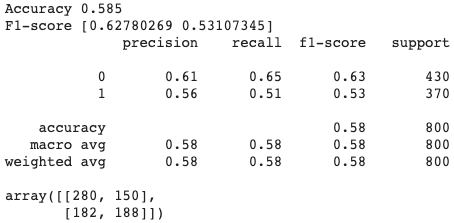 Accuracy 0.585
F1-score [0.62780269 0.53107345]
precision recall f1-score support
0 0.61 0.65 0.63 430
1 0.56 0.51 0.53 370
accuracy 0.58 800
macro avg 0.58 0.58 0.58 800
weighted avg 0.58 0.58 0.58 800
array([[280, 150],
[182, 188]])